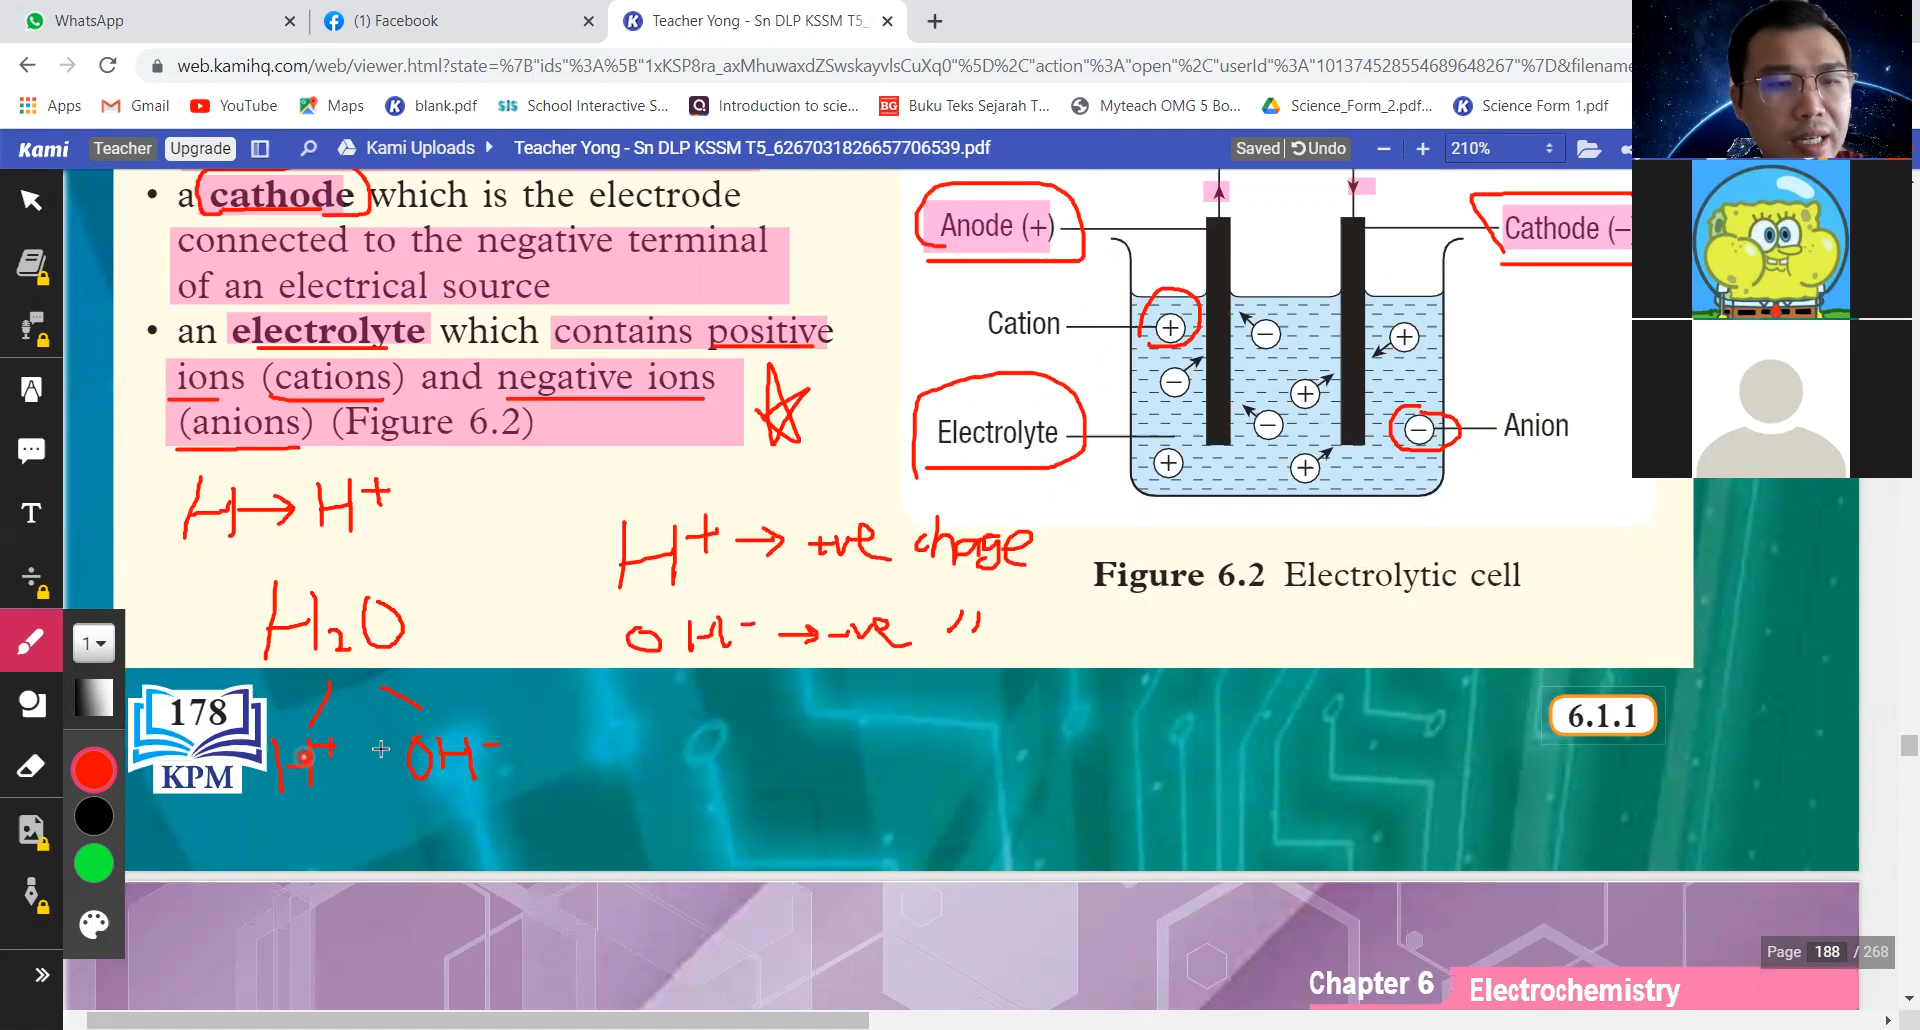 WhatsApp
(1) Facebook
Teacher Yong - Sn DLP KSSM T5_
web.kamihq.com/web/viewer.html?state=%7B"ids"%3A%5B"1xKSP8ra_axMhuwaxdZSwskayvlsCuXq0"%5D%2C"action"%3A"open"%2C"userId"%3A"101374528554689648267"%7D&filename
Apps Gmail YouTube Maps blank.pdf School Interactive S... Introduction to scie... Buku Teks Sejarah T... Myteach OMG 5 Bo... Science_Form_2.pdf... Science Form 1.pdf
Kami Teacher Upgrade Kami Uploads Teacher Yong - Sn DLP KSSM T5_6267031826657706539.pdf Saved Undo 210%
• a cathode which is the electrode
connected to the negative terminal
of an electrical source
• an electrolyte which contains positive
ions (cations) and negative ions
(anions) (Figure 6.2)
Anode (+)
Cathode (–
Cation
Electrolyte
Anion
H → H+
H+ → +ve charge
H2O
OH- → -ve "
H+ + OH-
Figure 6.2 Electrolytic cell
178
KPM
6.1.1
1
Page 188 / 268
Chapter 6 Electrochemistry